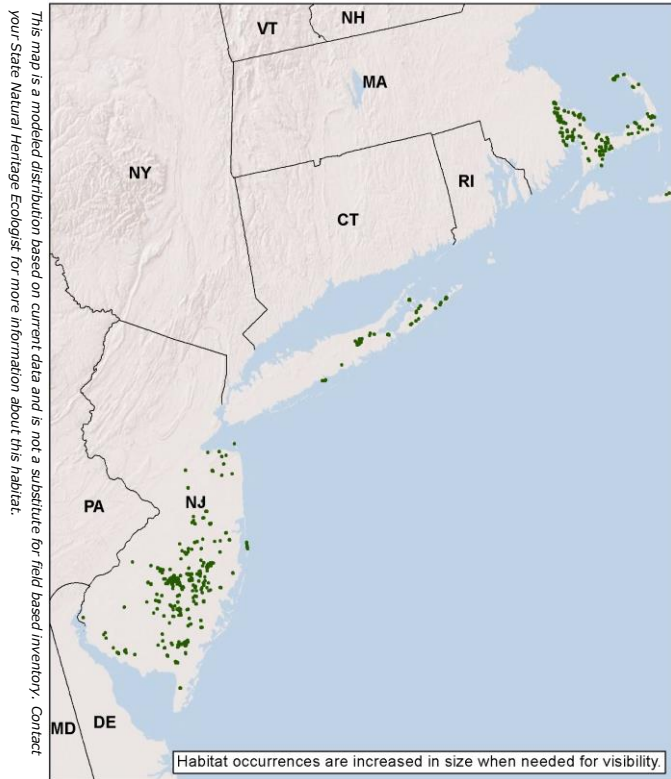 This map is a modeled distribution based on current data and is not a substitute for field based inventory. Contact
your State Natural Heritage Ecologist for more information about this habitat.
VT
NH
MA
NY
CT
RI
PA
NJ
MD
DE
Habitat occurrences are increased in size when needed for visibility.